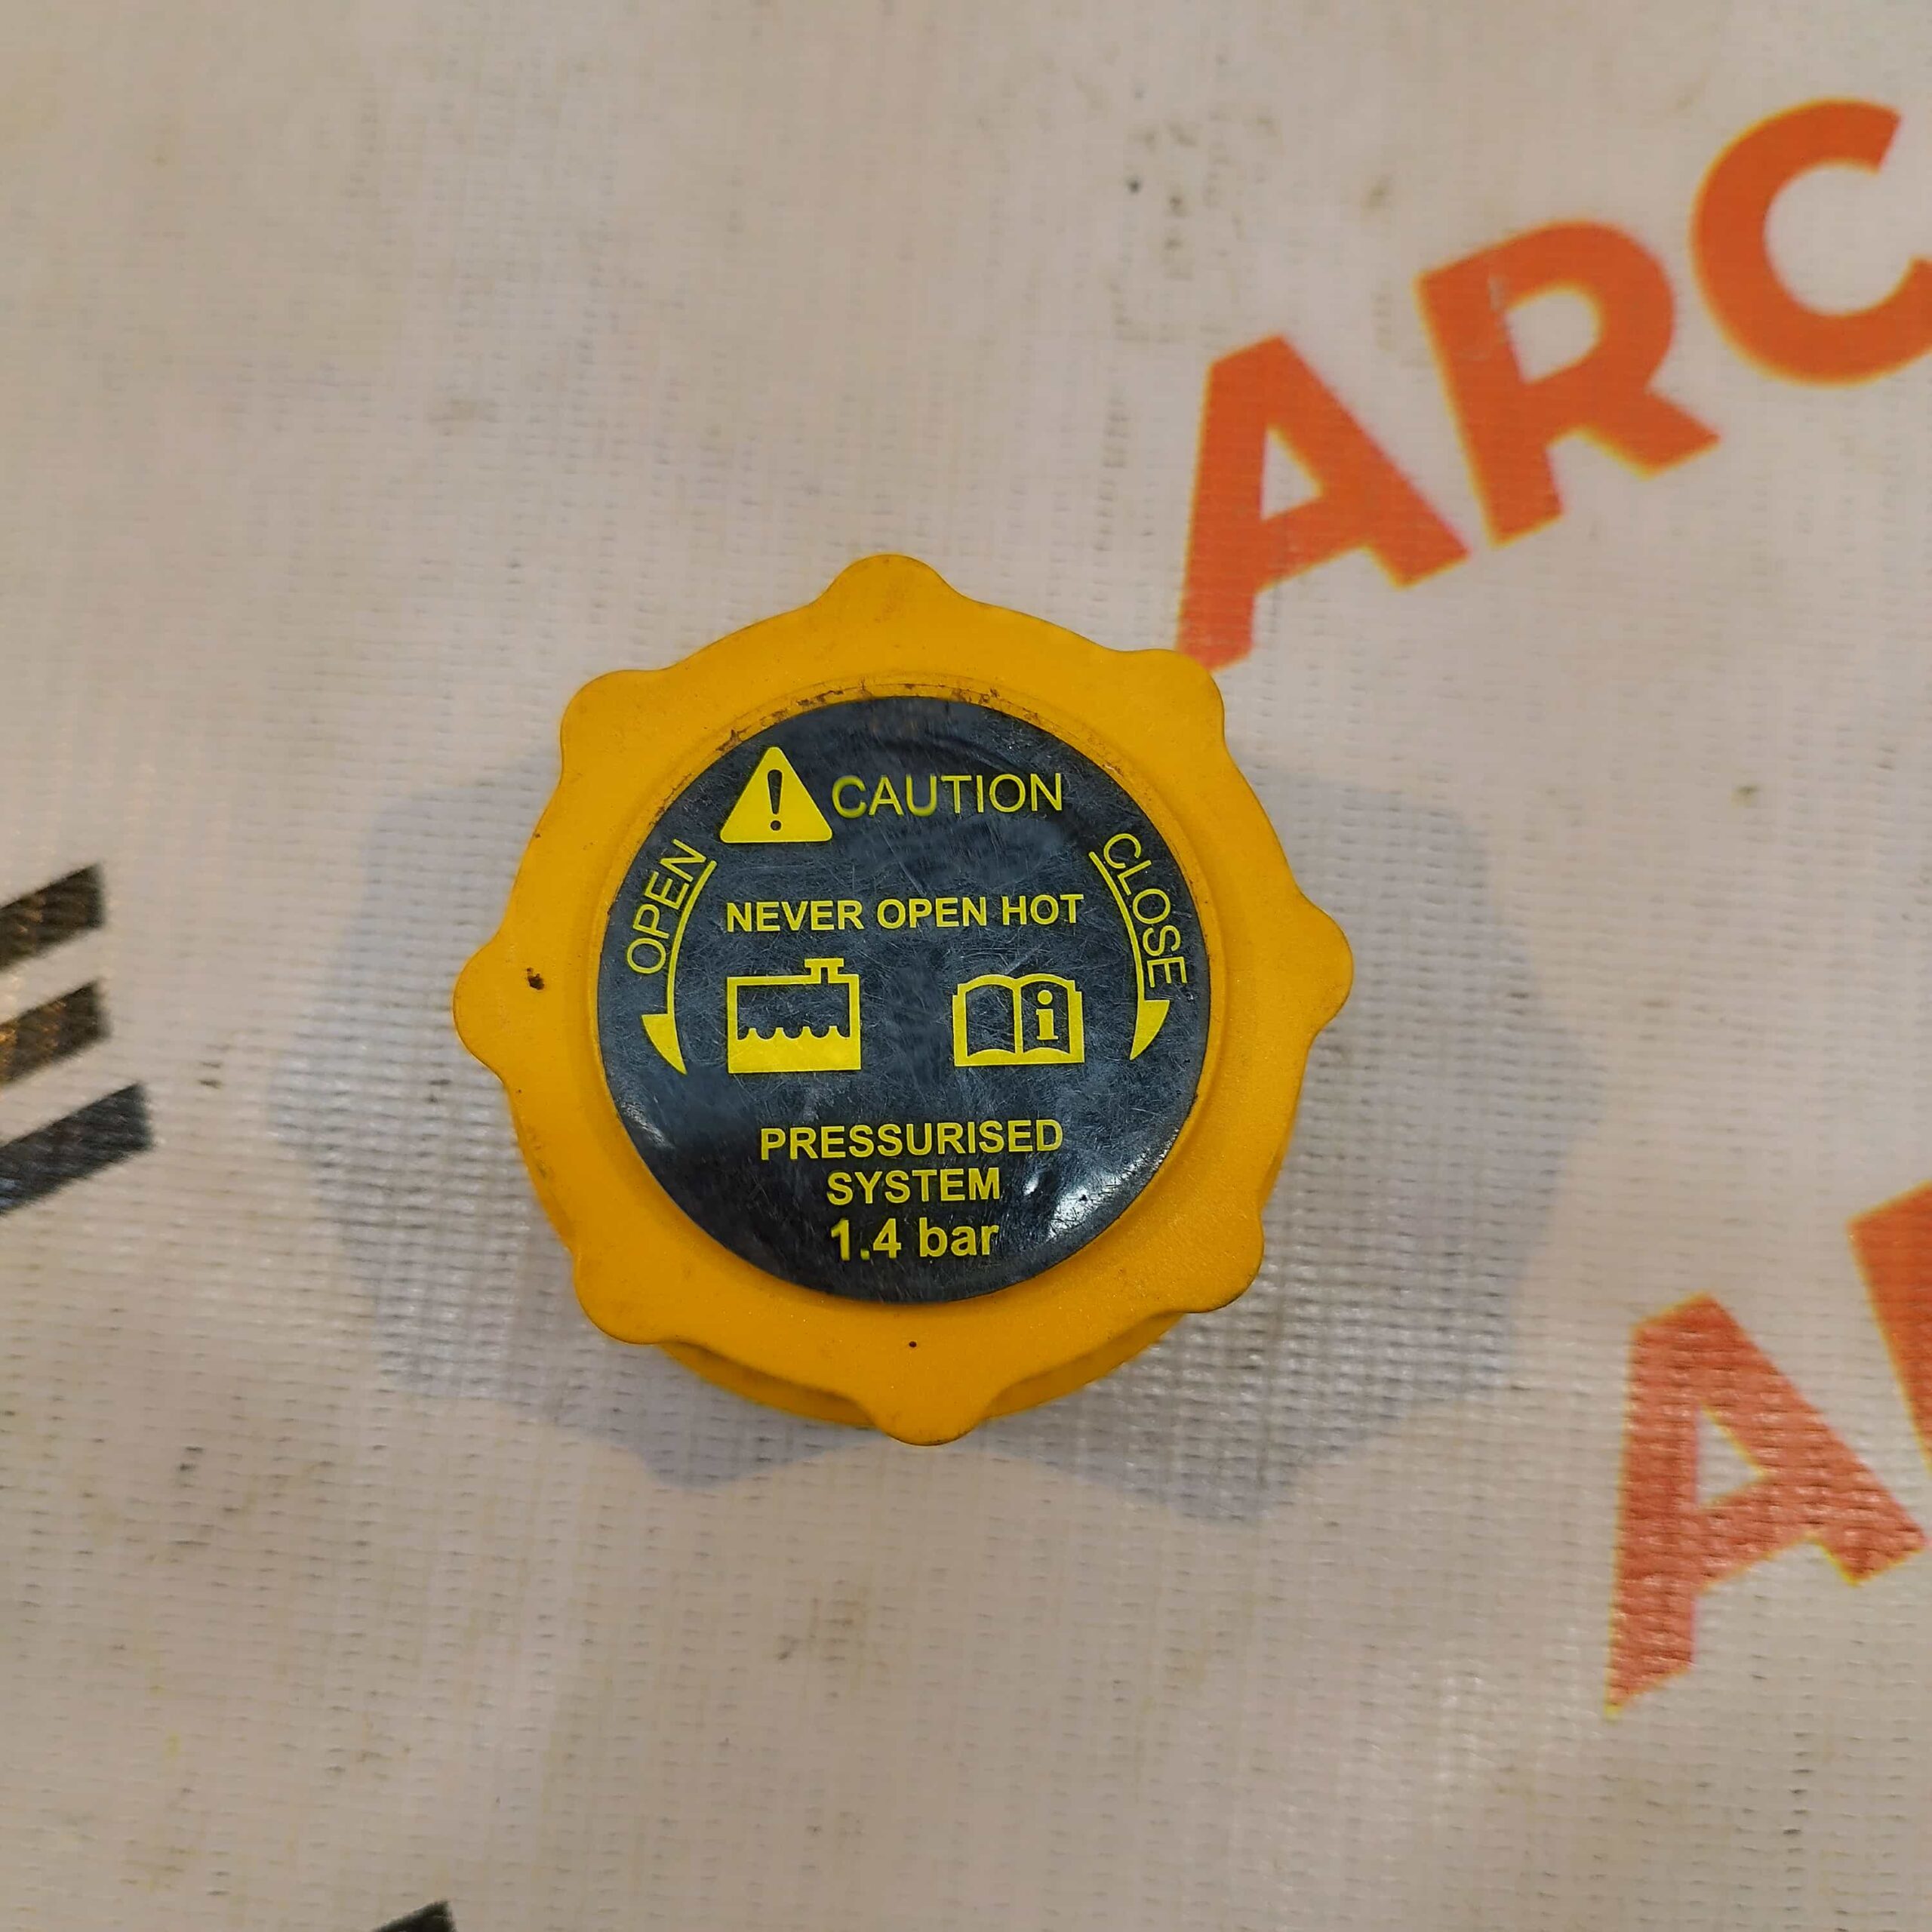 ARC
CAUTION
OPEN
CLOSE
NEVER OPEN HOT
PRESSURISED
SYSTEM
1.4 bar
A